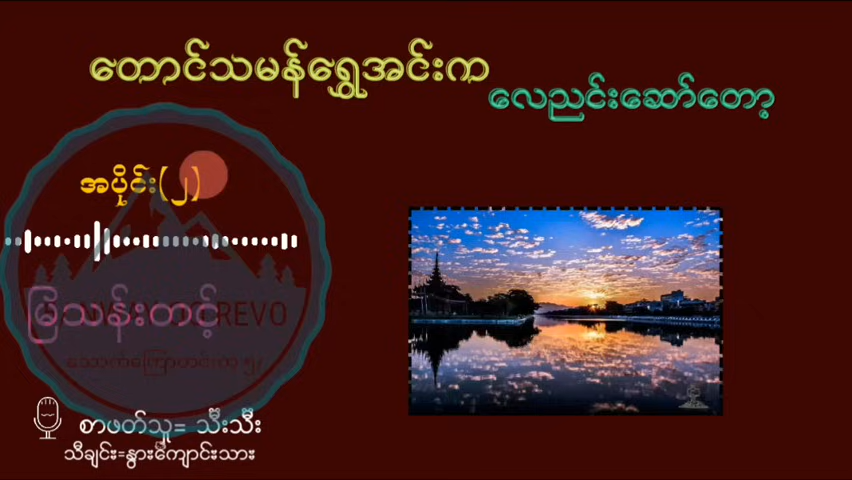 တောင်သမန်ရွှေအင်းက
လေညင်းဆော်တော့
အပိုင်း(၂)
မြသန်းတင့်
REVO
စာဖတ်သူ= သီးသီး
သီချင်း=နွားကျောင်းသား